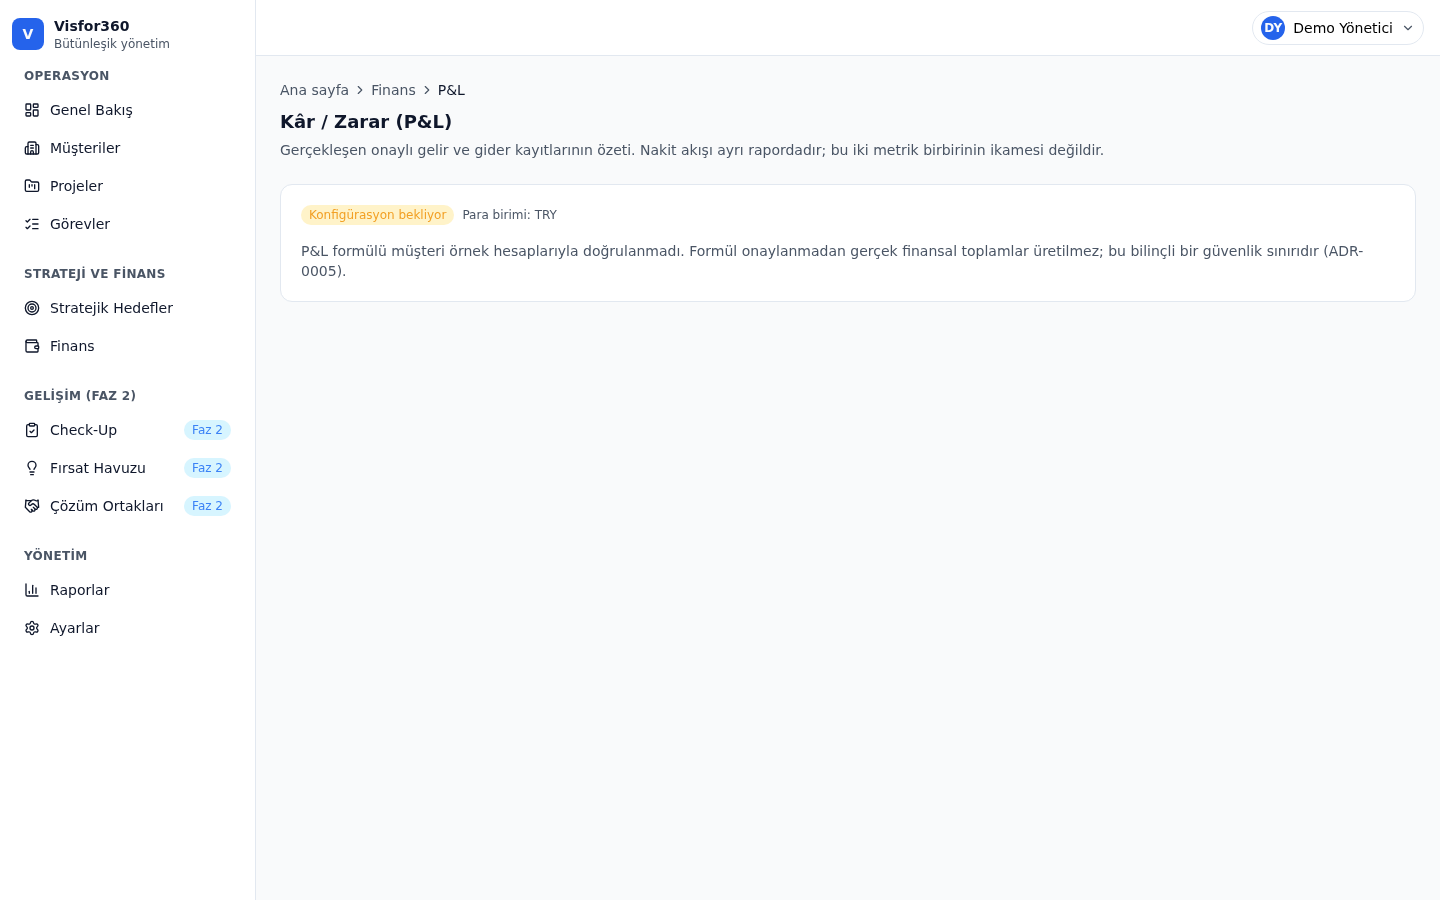 V
Visfor360
Bütünleşik yönetim
OPERASYON
Genel Bakış
Müşteriler
Projeler
Görevler
STRATEJİ VE FİNANS
Stratejik Hedefler
Finans
GELİŞİM (FAZ 2)
Check-Up Faz 2
Fırsat Havuzu Faz 2
Çözüm Ortakları Faz 2
YÖNETİM
Raporlar
Ayarlar
DY Demo Yönetici
Ana sayfa > Finans > P&L
Kâr / Zarar (P&L)
Gerçekleşen onaylı gelir ve gider kayıtlarının özeti. Nakit akışı ayrı rapordadır; bu iki metrik birbirinin ikamesi değildir.
Konfigürasyon bekliyor Para birimi: TRY
P&L formülü müşteri örnek hesaplarıyla doğrulanmadı. Formül onaylanmadan gerçek finansal toplamlar üretilmez; bu bilinçli bir güvenlik sınırıdır (ADR-
0005).